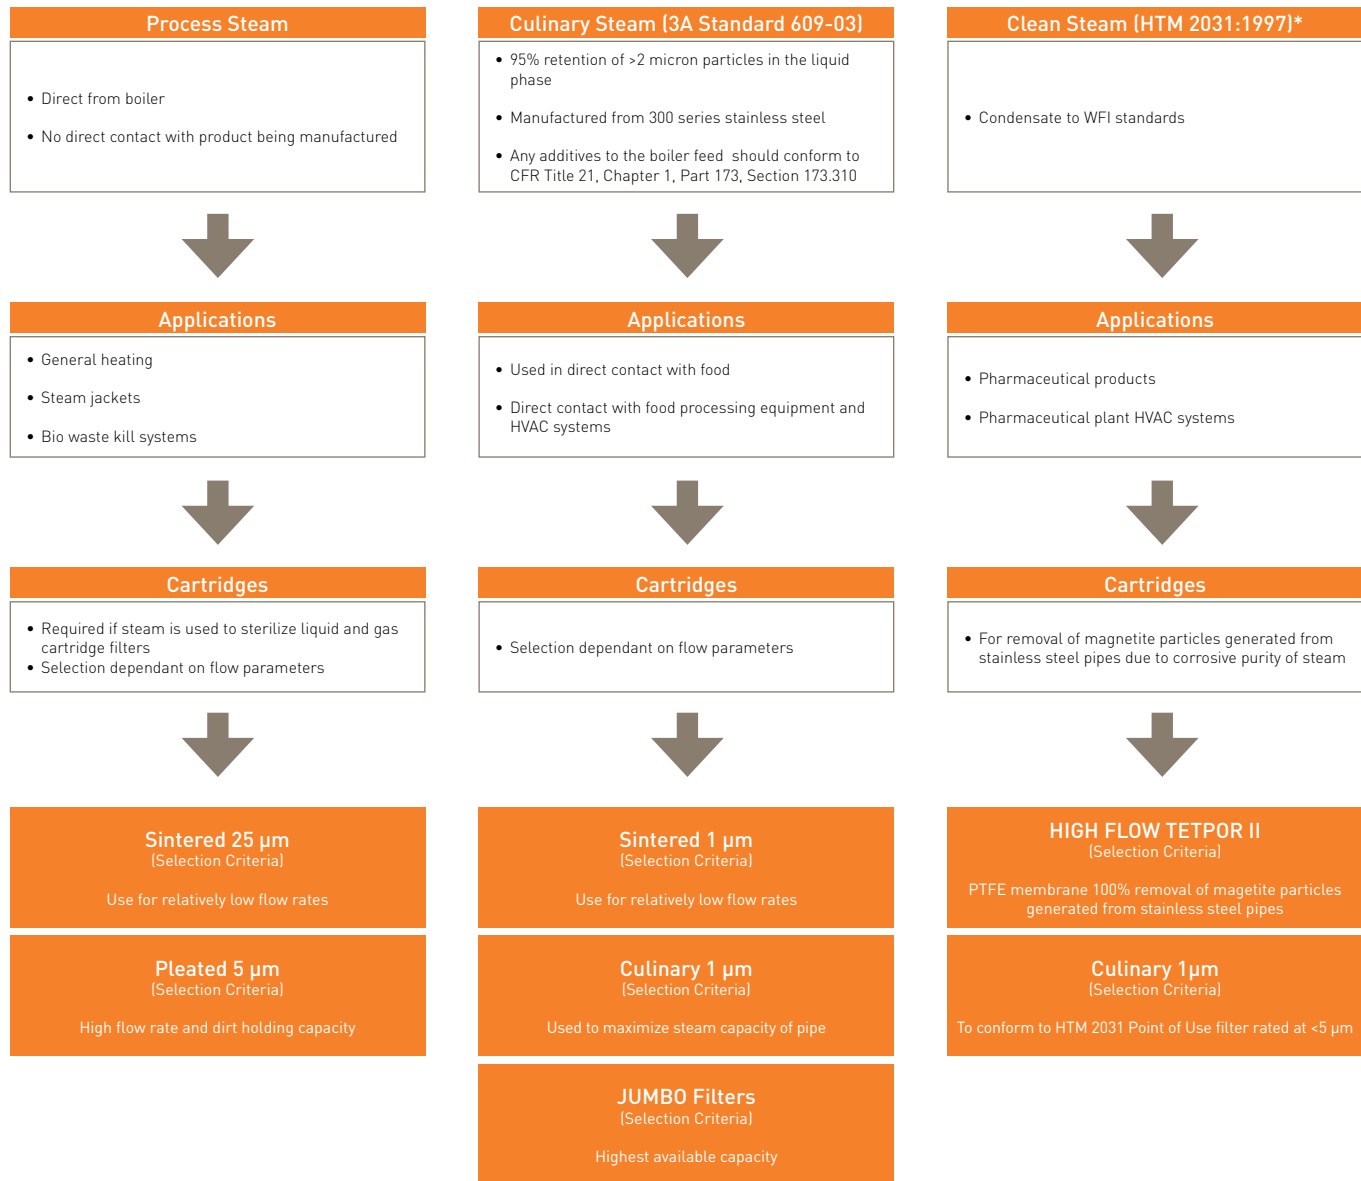 Process Steam
• Direct from boiler
• No direct contact with product being manufactured
Applications
• General heating
• Steam jackets
• Bio waste kill systems
Cartridges
• Required if steam is used to sterilize liquid and gas
cartridge filters
• Selection dependant on flow parameters
Sintered 25 µm
(Selection Criteria)
Use for relatively low flow rates
Pleated 5 µm
(Selection Criteria)
High flow rate and dirt holding capacity
Culinary Steam (3A Standard 609-03)
• 95% retention of >2 micron particles in the liquid
phase
• Manufactured from 300 series stainless steel
• Any additives to the boiler feed should conform to
CFR Title 21, Chapter 1, Part 173, Section 173.310
Applications
• Used in direct contact with food
• Direct contact with food processing equipment and
HVAC systems
Cartridges
• Selection dependant on flow parameters
Sintered 1 µm
(Selection Criteria)
Use for relatively low flow rates
Culinary 1 µm
(Selection Criteria)
Used to maximize steam capacity of pipe
JUMBO Filters
(Selection Criteria)
Highest available capacity
Clean Steam (HTM 2031:1997)*
• Condensate to WFI standards
Applications
• Pharmaceutical products
• Pharmaceutical plant HVAC systems
Cartridges
• For removal of magnetite particles generated from
stainless steel pipes due to corrosive purity of steam
HIGH FLOW TETPOR II
(Selection Criteria)
PTFE membrane 100% removal of magetite particles
generated from stainless steel pipes
Culinary 1µm
(Selection Criteria)
To conform to HTM 2031 Point of Use filter rated at <5 µm